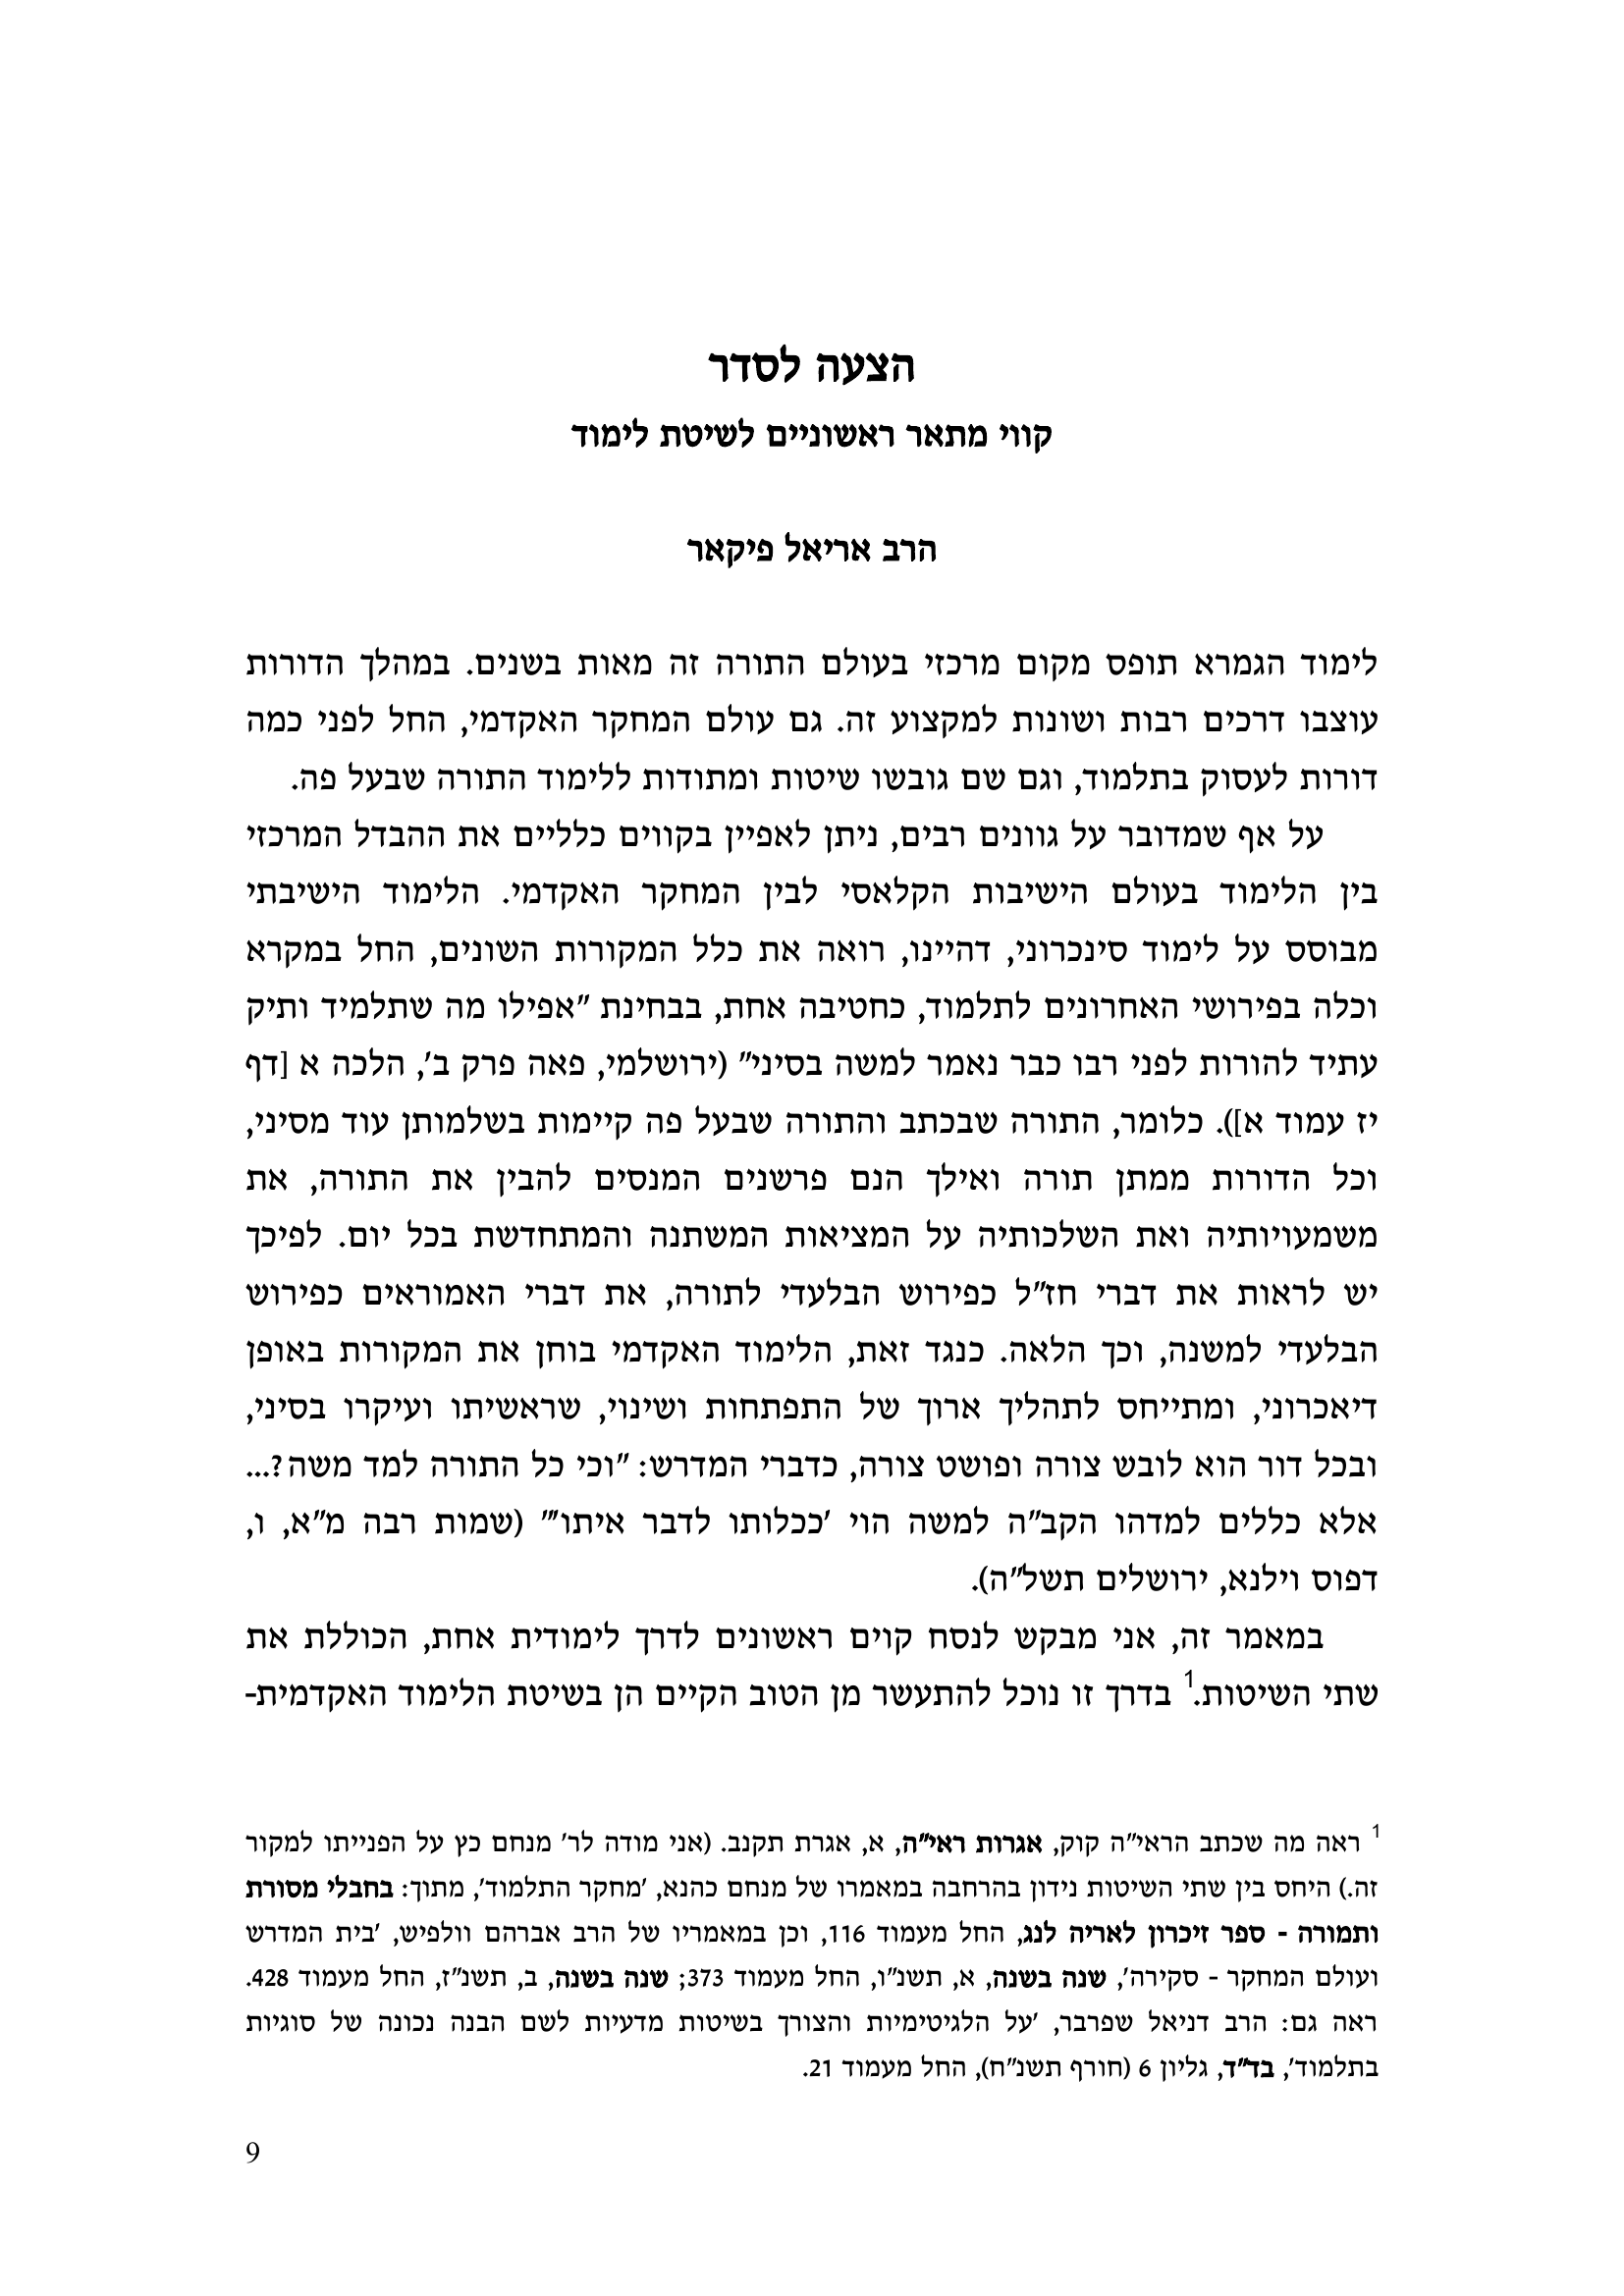 הצעה לסדר
קווי מתאר ראשוניים לשיטת לימוד
הרב אריאל פיקאר
לימוד הגמרא תופס מקום מרכזי בעולם התורה זה מאות בשנים. במהלך הדורות
עוצבו דרכים רבות ושונות למקצוע זה. גם עולם המחקר האקדמי, החל לפני כמה
דורות לעסוק בתלמוד, וגם שם גובשו שיטות ומתודות ללימוד התורה שבעל פה.
על אף שמדובר על גוונים רבים, ניתן לאפיין בקווים כלליים את ההבדל המרכזי
בין הלימוד בעולם הישיבות הקלאסי לבין המחקר האקדמי. הלימוד הישיבתי
מבוסס על לימוד סינכרוני, דהיינו, רואה את כלל המקורות השונים, החל במקרא
וכלה בפירושי האחרונים לתלמוד, כחטיבה אחת, בבחינת "אפילו מה שתלמיד ותיק
עתיד להורות לפני רבו כבר נאמר למשה בסיני" (ירושלמי, פאה פרק ב', הלכה א [דף
יז עמוד א]). כלומר, התורה שבכתב והתורה שבעל פה קיימות בשלמותן עוד מסיני,
וכל הדורות ממתן תורה ואילך הנם פרשנים המנסים להבין את התורה, את
משמעויותיה ואת השלכותיה על המציאות המשתנה והמתחדשת בכל יום. לפיכך
יש לראות את דברי חז"ל כפירוש הבלעדי לתורה, את דברי האמוראים כפירוש
הבלעדי למשנה, וכך הלאה. כנגד זאת, הלימוד האקדמי בוחן את המקורות באופן
דיאכרוני, ומתייחס לתהליך ארוך של התפתחות ושינוי, שראשיתו ועיקרו בסיני,
ובכל דור הוא לובש צורה ופושט צורה, כדברי המדרש: "וכי כל התורה למד משה?...
אלא כללים למדהו הקב"ה למשה הוי 'ככלותו לדבר איתו'" (שמות רבה מ"א, ו,
דפוס וילנא, ירושלים תשל"ה).
במאמר זה, אני מבקש לנסח קוים ראשונים לדרך לימודית אחת, הכוללת את
שתי השיטות.1 בדרך זו נוכל להתעשר מן הטוב הקיים הן בשיטת הלימוד האקדמית-
1 ראה מה שכתב הראי"ה קוק, אגרות ראי"ה, א, אגרת תקנב. (אני מודה לר' מנחם כץ על הפנייתו למקור
זה.) היחס בין שתי השיטות נידון בהרחבה במאמרו של מנחם כהנא, 'מחקר התלמוד', מתוך: בחבלי מסורת
ותמורה - ספר זיכרון לאריה לנג, החל מעמוד 116, וכן במאמריו של הרב אברהם וולפיש, 'בית המדרש
ועולם המחקר - סקירה', שנה בשנה, א, תשנ"ו, החל מעמוד 373; שנה בשנה, ב, תשנ"ז, החל מעמוד 428.
ראה גם: הרב דניאל שפרבר, 'על הלגיטימיות והצורך בשיטות מדעיות לשם הבנה נכונה של סוגיות
בתלמוד', בד"ד, גליון 6 (חורף תשנ"ח), החל מעמוד 21.
9